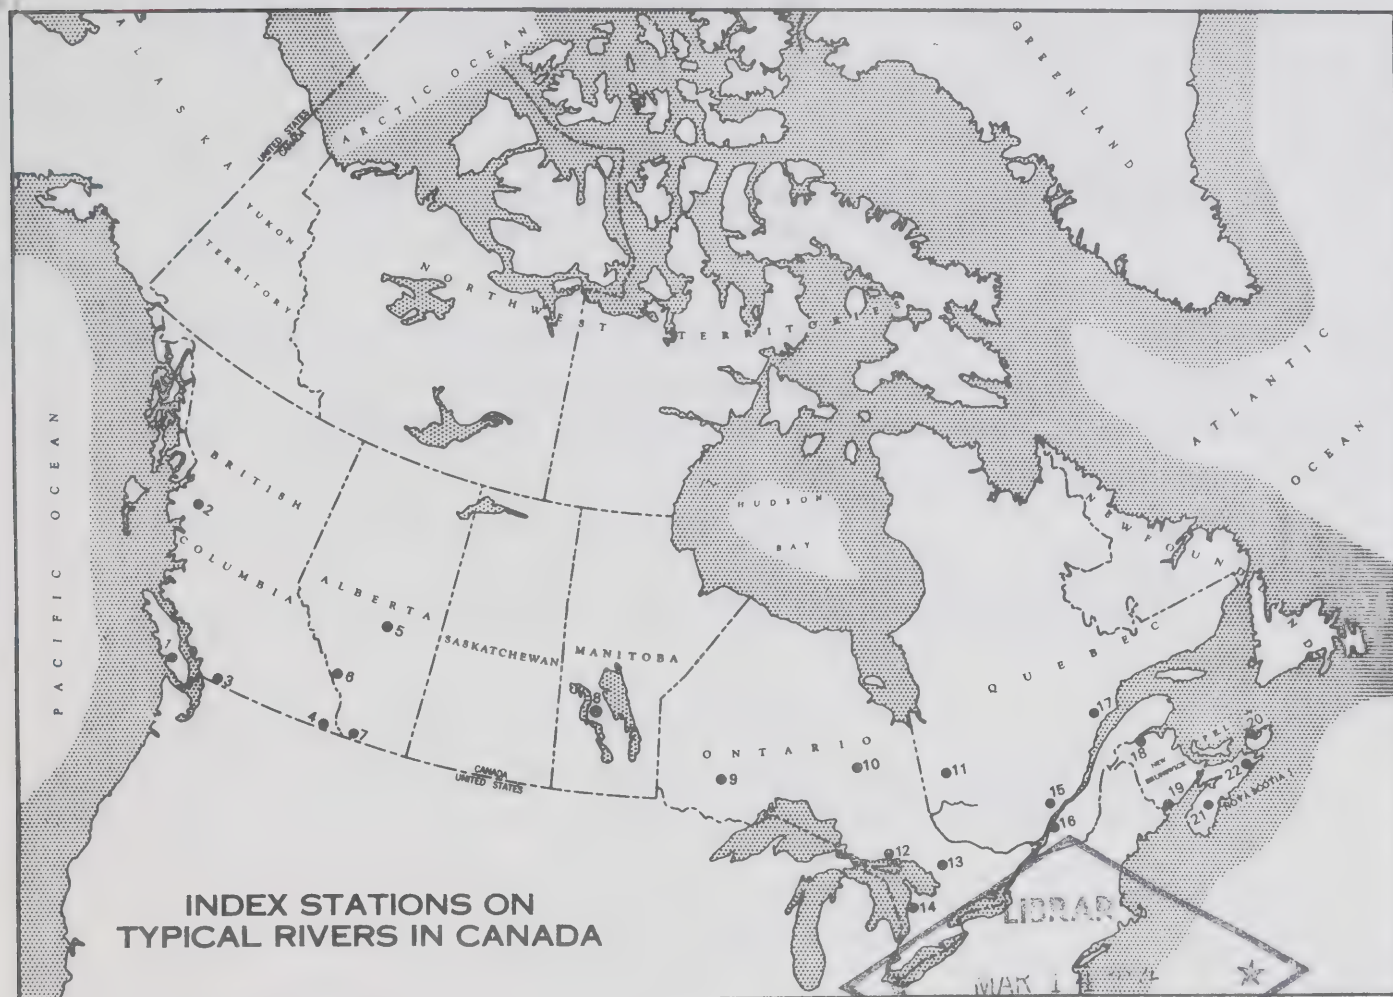 ALASKA
ARCTIC OCEAN
GREENLAND
UNITED STATES
CANADA
YUKON
TERRITORY
NORTHWEST TERRITORIES
PACIFIC OCEAN
ATLANTIC
OCEAN
BRITISH
COLUMBIA
HUDSON
BAY
NEWFOUNDLAND
ALBERTA
SASKATCHEWAN
MANITOBA
QUEBEC
ONTARIO
P.E.I.
NEW
BRUNSWICK
NOVA SCOTIA
CANADA
UNITED STATES
1
2
3
4
5
6
7
8
9
10
11
12
13
14
15
16
17
18
19
20
21
22
INDEX STATIONS ON
TYPICAL RIVERS IN CANADA
LIBRAR
MAR 1